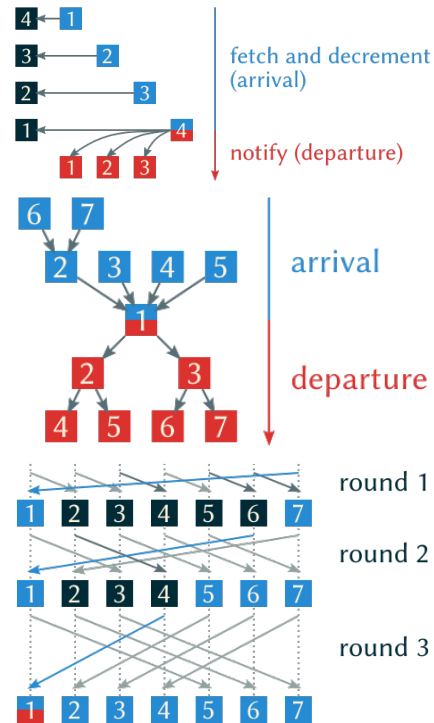 4 1
fetch and decrement
(arrival)
3 2
2 3
1 4
1 2 3
notify (departure)
6 7
2 3 4 5
arrival
1
2 3
departure
4 5 6 7
round 1
1 2 3 4 5 6 7
round 2
1 2 3 4 5 6 7
round 3
1 2 3 4 5 6 7